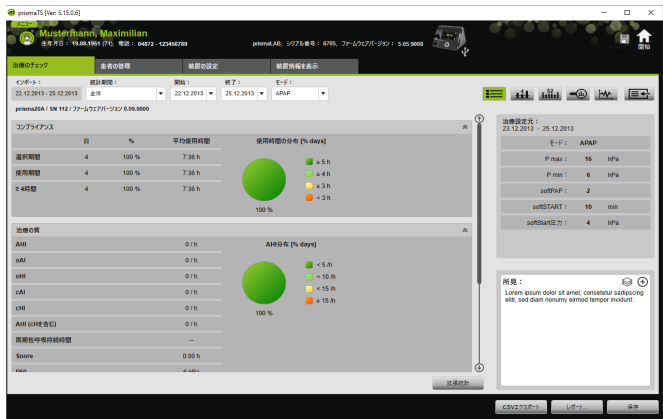 prismaTS [Ver: 5.15.0.6]
メニュー
Mustermann, Maximilian
生年月日： 19.08.1951 (71), 電話： 04872 - 123456789
prismaLAB, シリアル番号： 6705, ファームウェアバージョン： 5.05.0008
開始
治療のチェック
患者の管理
装置の設定
装置情報を表示
インポート：
統計期間：
開始：
終了：
モード：
22.12.2013 - 25.12.2013
全体
22.12.2013
25.12.2013
APAP
prisma20A / SN 112 / ファームウェアバージョン 0.99.0000
コンプライアンス
日 % 平均使用時間
選択期間 4 100 % 7:36 h
使用期間 4 100 % 7:36 h
≥ 4時間 4 100 % 7:36 h
使用時間の分布 [% days]
≥ 5 h
≥ 4 h
≥ 3 h
< 3 h
100 %
治療の質
AHI 0 / h
oAI 0 / h
oHI 0 / h
cAI 0 / h
cHI 0 / h
AHI (cHIを含む) 0 / h
周期性呼吸持続時間 --
Snore 0:00 h
P90 6 hPa
AHI分布 [% days]
< 5 /h
< 10 /h
< 15 /h
≥ 15 /h
100 %
拡張統計
治療設定元：
23.12.2013 - 25.12.2013
モード： APAP
P max： 16 hPa
P min： 6 hPa
softPAP： 2
softSTART： 10 min
softStart圧力： 4 hPa
所見：
Lorem ipsum dolor sit amet, consetetur sadipscing
elitr, sed diam nonumy eirmod tempor invidunt.
CSVエクスポート
レポート...
保存